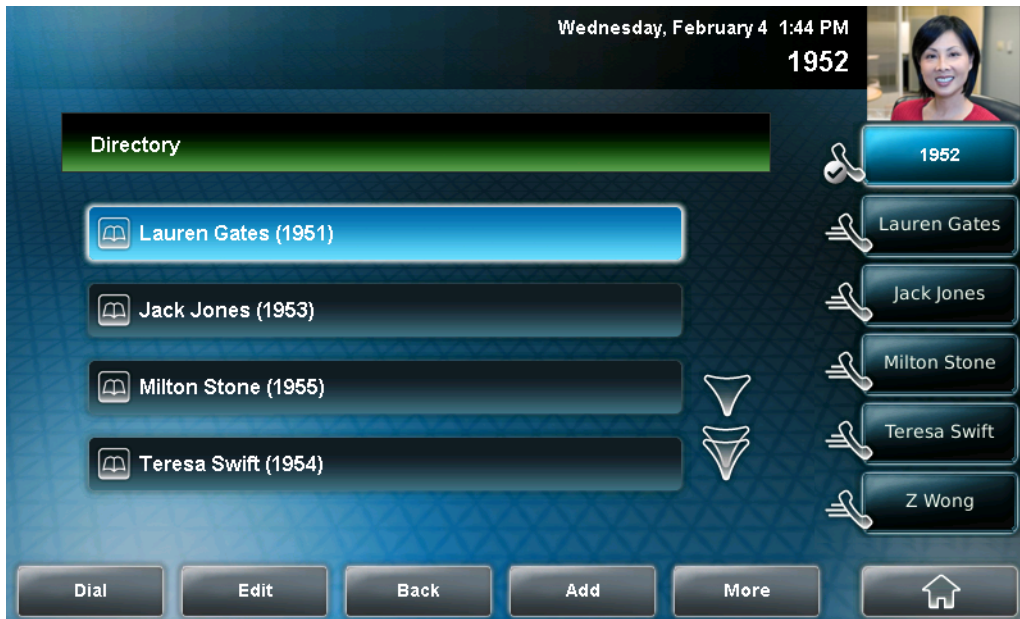 Wednesday, February 4 1:44 PM
1952
Directory
Lauren Gates (1951)
Jack Jones (1953)
Milton Stone (1955)
Teresa Swift (1954)
1952
Lauren Gates
Jack Jones
Milton Stone
Teresa Swift
Z Wong
Dial
Edit
Back
Add
More